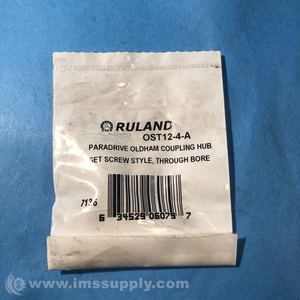 RULAND
OST12-4-A
PARADRIVE OLDHAM COUPLING HUB
SET SCREW STYLE, THROUGH BORE
6 34529 06079 7
© www.imssupply.com